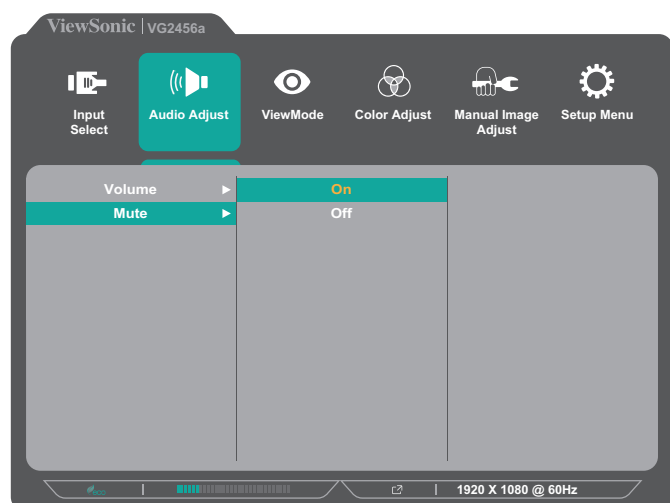 ViewSonic | VG2456a
Input Select
Audio Adjust
ViewMode
Color Adjust
Manual Image Adjust
Setup Menu
Volume
On
Mute
Off
eco
1920 X 1080 @ 60Hz